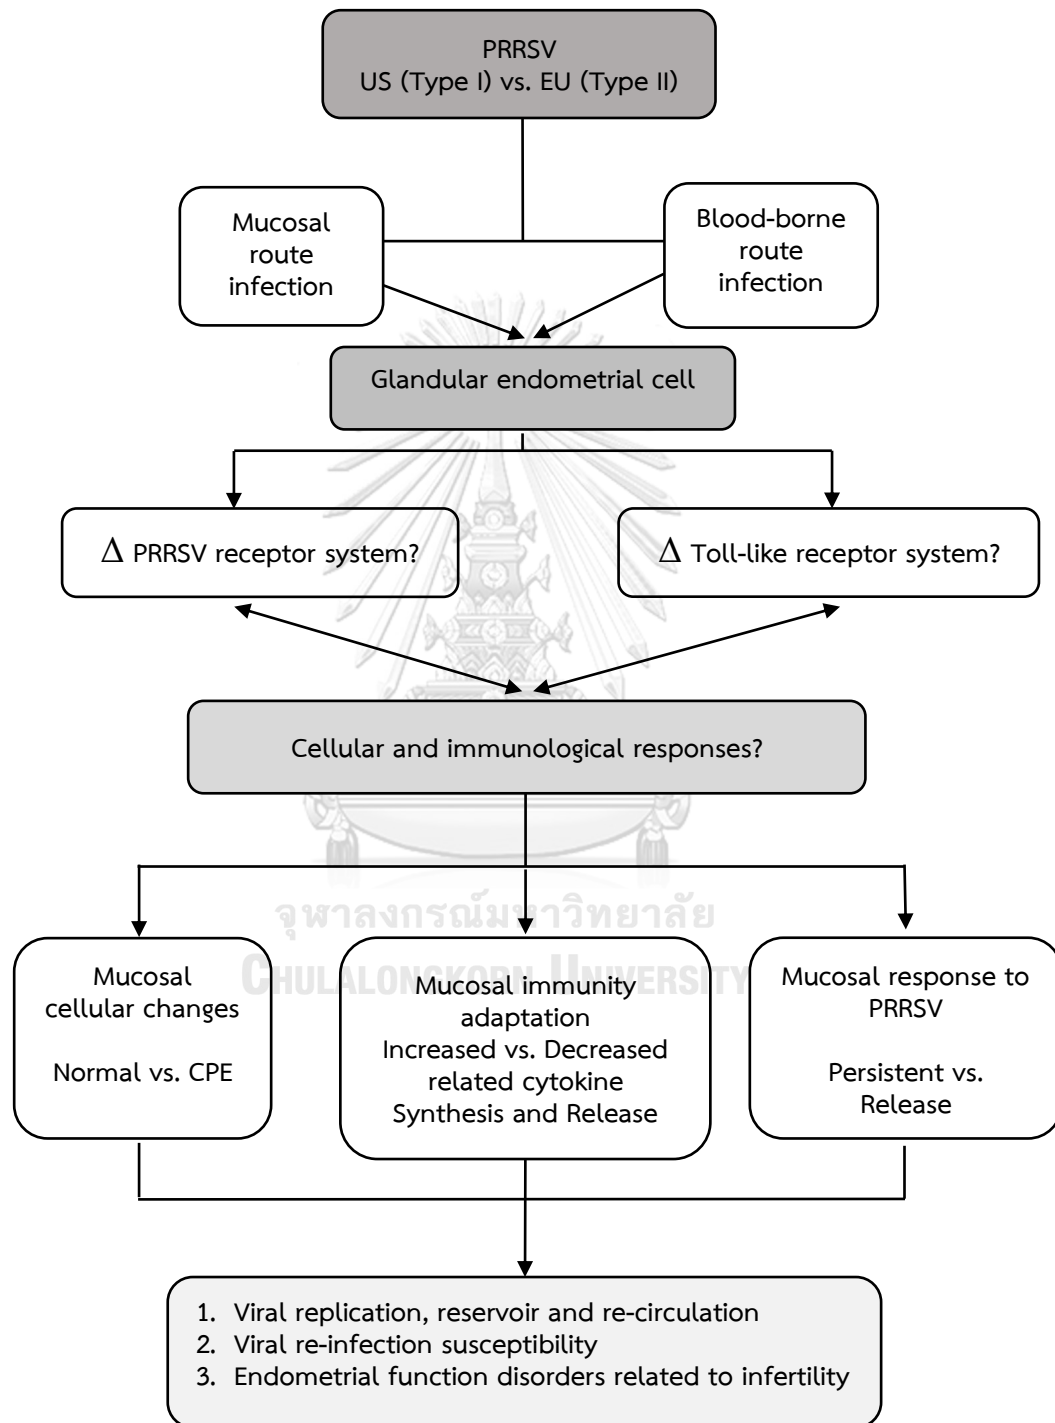 PRRSV
US (Type I) vs. EU (Type II)
Mucosal
route
infection
Blood-borne
route
infection
Glandular endometrial cell
Δ PRRSV receptor system?
Δ Toll-like receptor system?
Cellular and immunological responses?
จุฬาลงกรณ์มหาวิทยาลัย
CHULALONGKORN UNIVERSITY
Mucosal
cellular changes
Normal vs. CPE
Mucosal immunity
adaptation
Increased vs. Decreased
related cytokine
Synthesis and Release
Mucosal response to
PRRSV
Persistent vs.
Release
1. Viral replication, reservoir and re-circulation
2. Viral re-infection susceptibility
3. Endometrial function disorders related to infertility